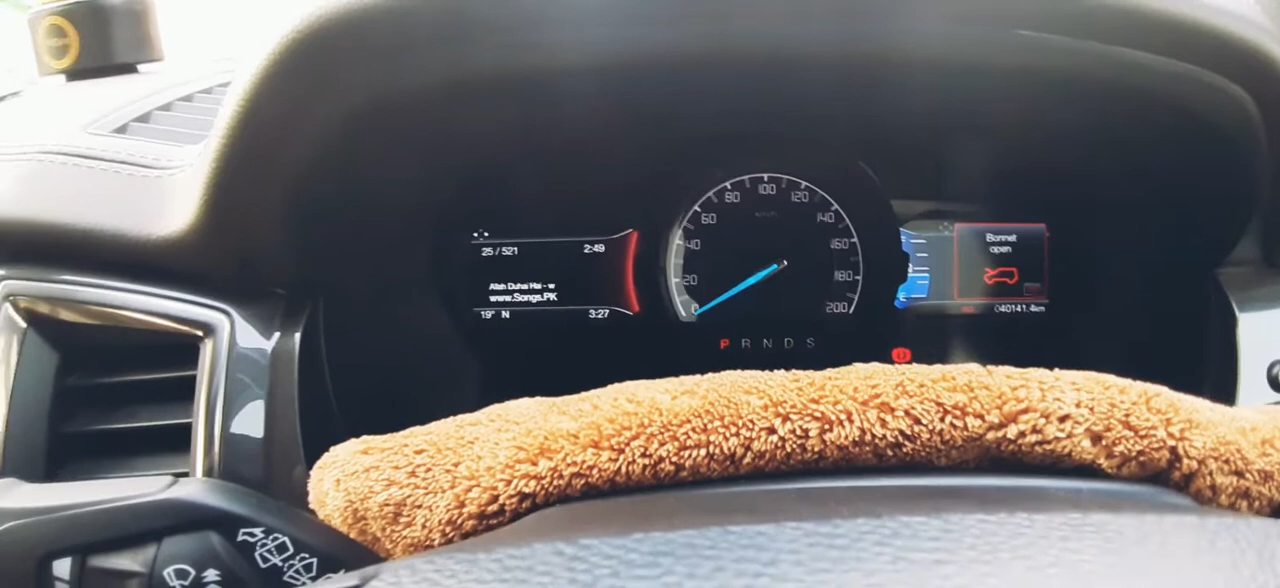 25 / 521 2:49
Allah Duhai Hai - w
www.Songs.PK
19° N 3:27
0 20 40 60 80 100 120 140 160 180 200
P R N D S
Bonnet
open
E
040141.4km